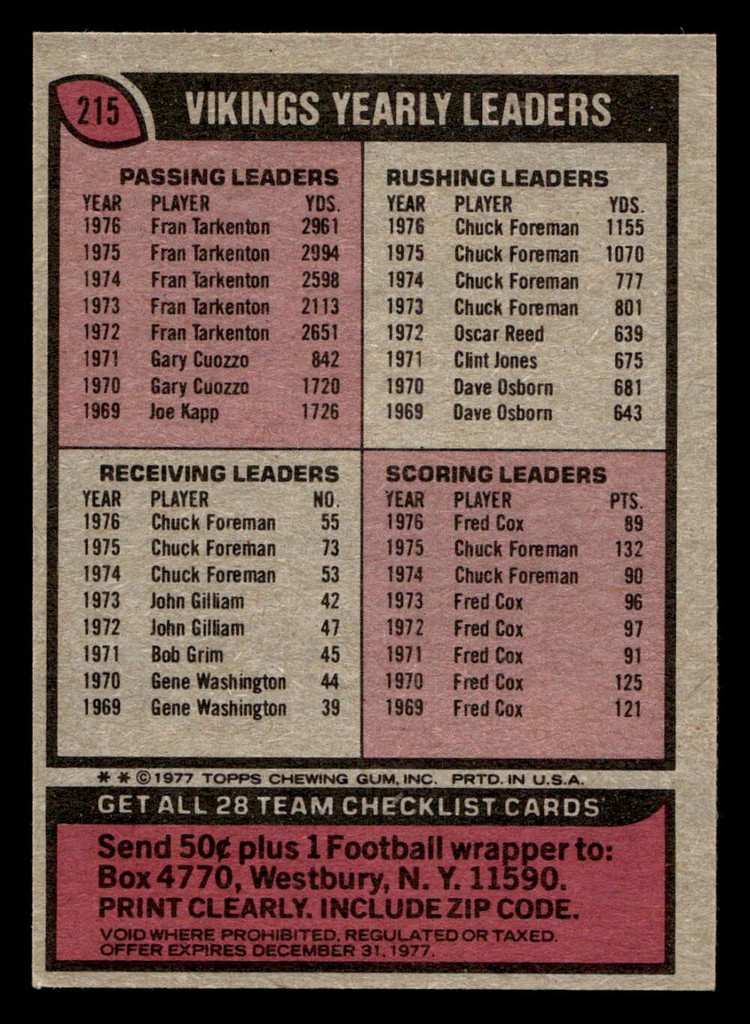 215
VIKINGS YEARLY LEADERS
PASSING LEADERS
YEAR PLAYER YDS.
1976 Fran Tarkenton 2961
1975 Fran Tarkenton 2994
1974 Fran Tarkenton 2598
1973 Fran Tarkenton 2113
1972 Fran Tarkenton 2651
1971 Gary Cuozzo 842
1970 Gary Cuozzo 1720
1969 Joe Kapp 1726
RUSHING LEADERS
YEAR PLAYER YDS.
1976 Chuck Foreman 1155
1975 Chuck Foreman 1070
1974 Chuck Foreman 777
1973 Chuck Foreman 801
1972 Oscar Reed 639
1971 Clint Jones 675
1970 Dave Osborn 681
1969 Dave Osborn 643
RECEIVING LEADERS
YEAR PLAYER NO.
1976 Chuck Foreman 55
1975 Chuck Foreman 73
1974 Chuck Foreman 53
1973 John Gilliam 42
1972 John Gilliam 47
1971 Bob Grim 45
1970 Gene Washington 44
1969 Gene Washington 39
SCORING LEADERS
YEAR PLAYER PTS.
1976 Fred Cox 89
1975 Chuck Foreman 132
1974 Chuck Foreman 90
1973 Fred Cox 96
1972 Fred Cox 97
1971 Fred Cox 91
1970 Fred Cox 125
1969 Fred Cox 121
* * © 1977 TOPPS CHEWING GUM, INC. PRTD. IN U.S.A.
GET ALL 28 TEAM CHECKLIST CARDS
Send 50¢ plus 1 Football wrapper to:
Box 4770, Westbury, N. Y. 11590.
PRINT CLEARLY. INCLUDE ZIP CODE.
VOID WHERE PROHIBITED, REGULATED OR TAXED.
OFFER EXPIRES DECEMBER 31, 1977.